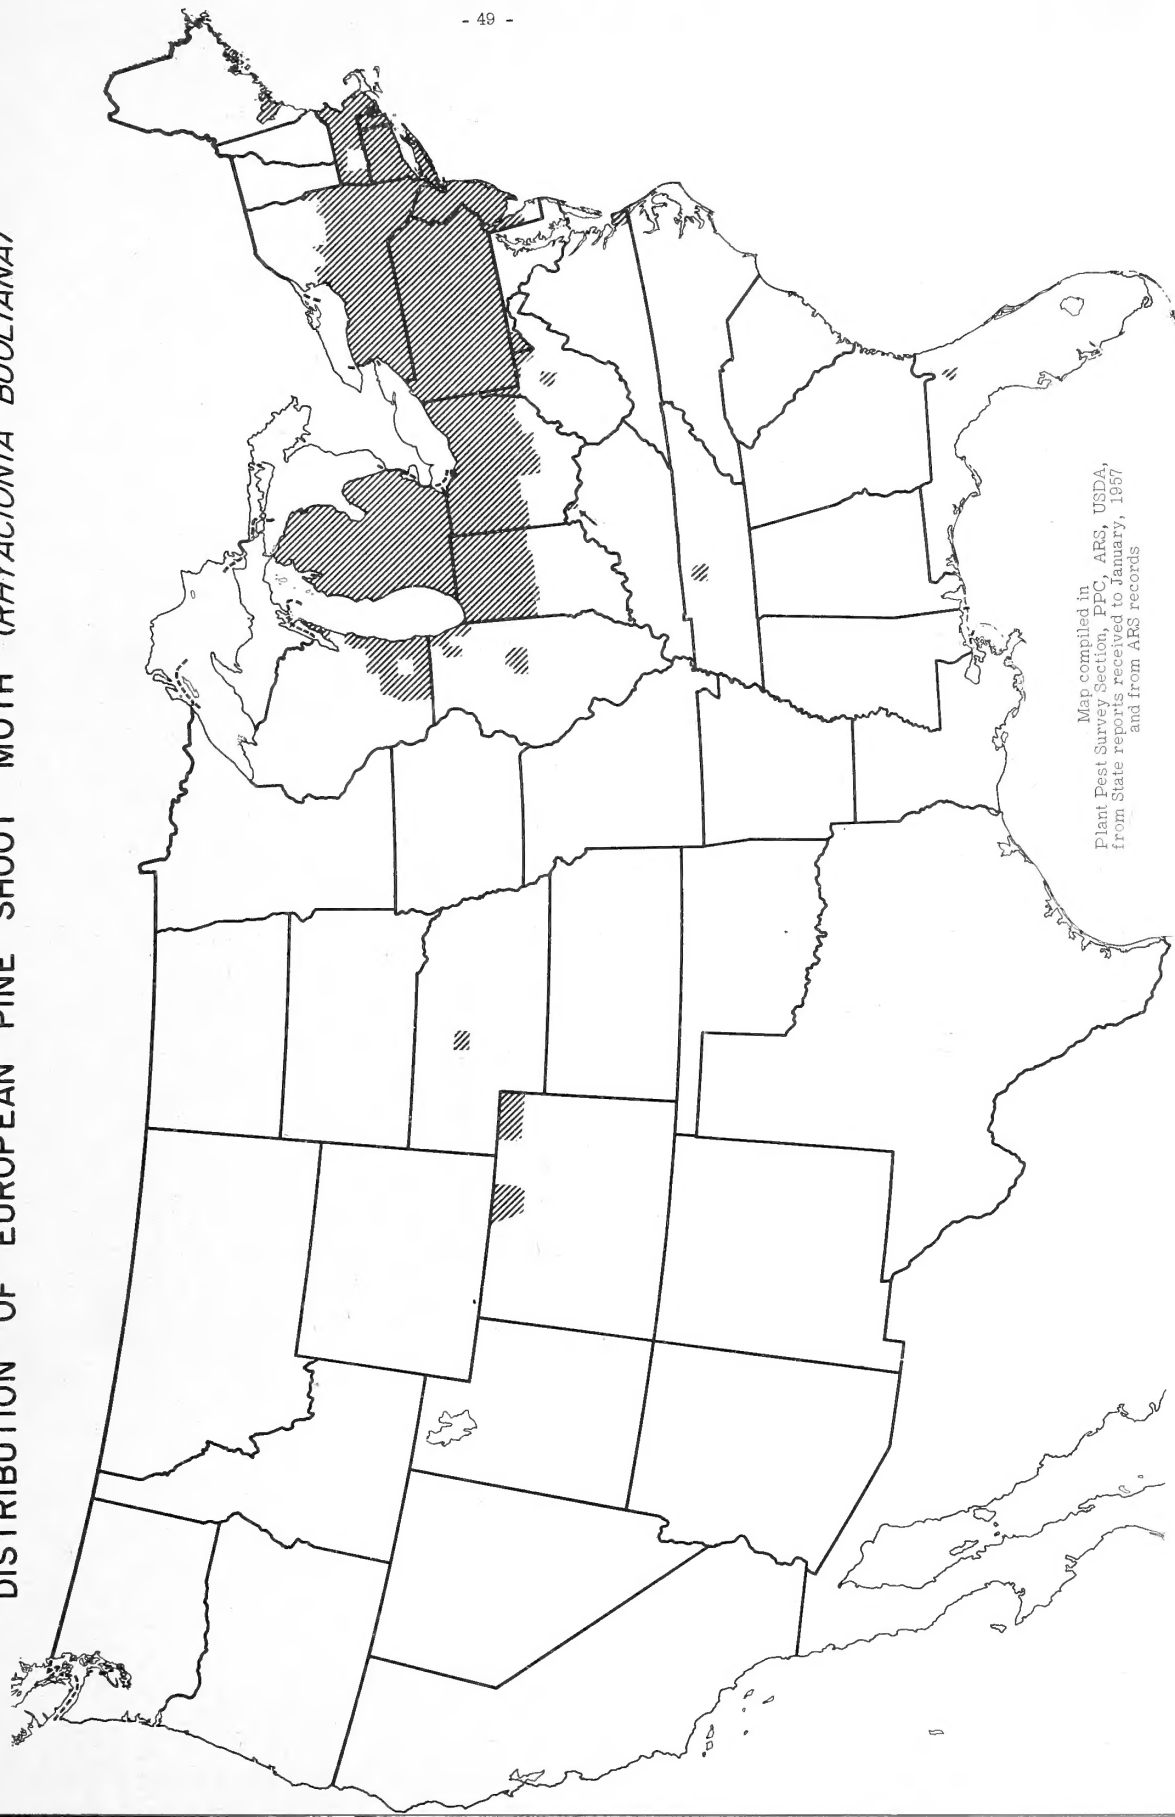 - 49 -
DISTRIBUTION OF EUROPEAN PINE SHOOT MOTH (RHYACIONIA BUOLIANA)
Map compiled in
Plant Pest Survey Section, PPC, ARS, USDA,
from State reports received to January, 1957
and from ARS records